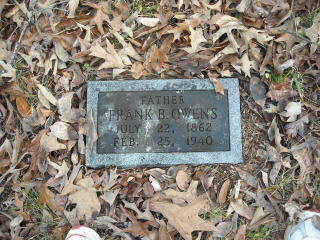 FATHER
FRANK B. OWENS
JULY 22, 1862
FEB. 25, 1940